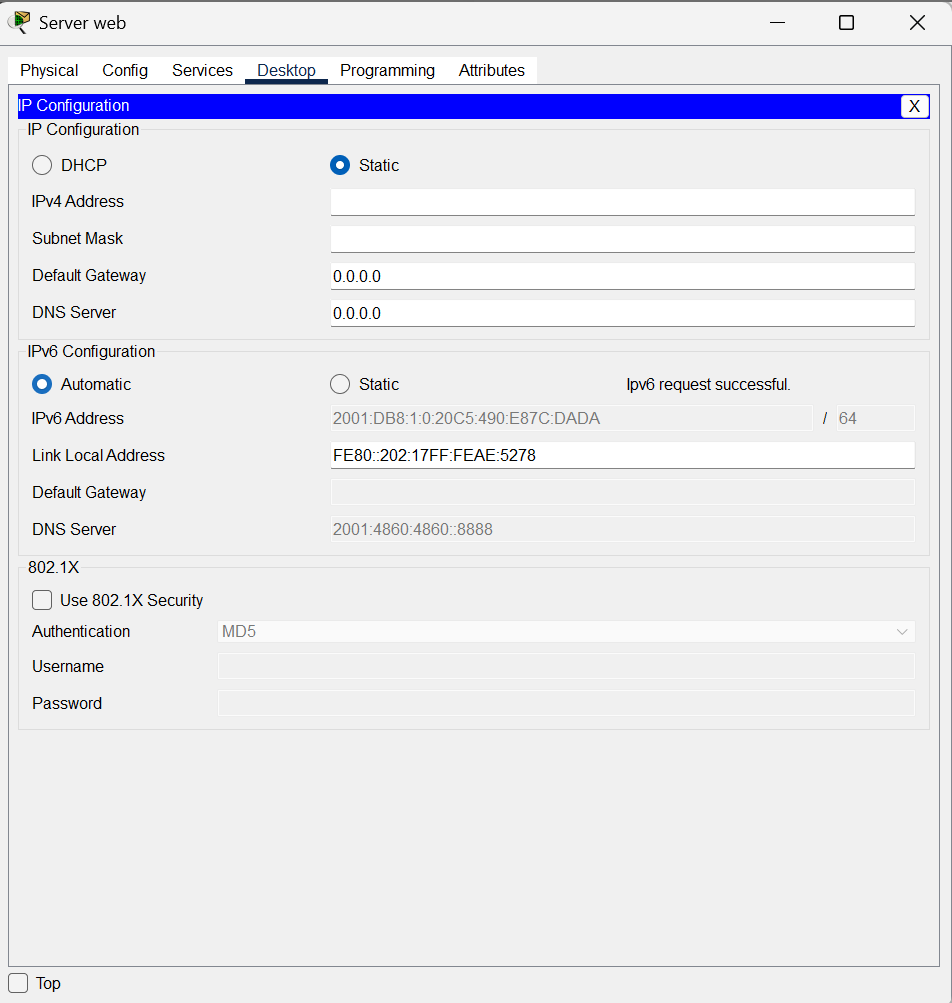 Server web
Physical Config Services Desktop Programming Attributes
IP Configuration X
IP Configuration
DHCP Static
IPv4 Address
Subnet Mask
Default Gateway 0.0.0.0
DNS Server 0.0.0.0
IPv6 Configuration
Automatic Static Ipv6 request successful.
IPv6 Address 2001:DB8:1:0:20C5:490:E87C:DADA / 64
Link Local Address FE80::202:17FF:FEAE:5278
Default Gateway
DNS Server 2001:4860:4860::8888
802.1X
Use 802.1X Security
Authentication MD5
Username
Password
Top